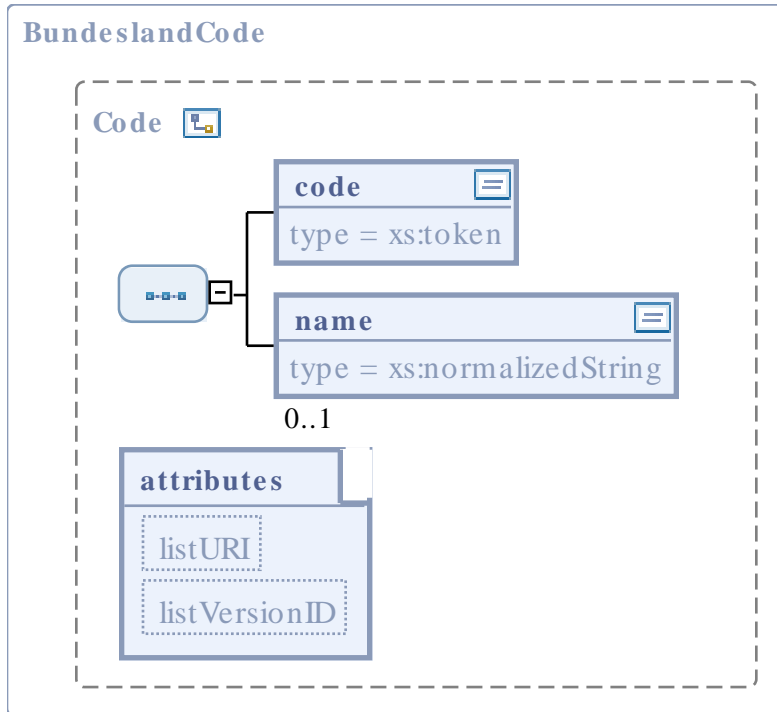 BundeslandCode
Code
code
type = xs:token
name
type = xs:normalizedString
0..1
attributes
listURI
listVersionID